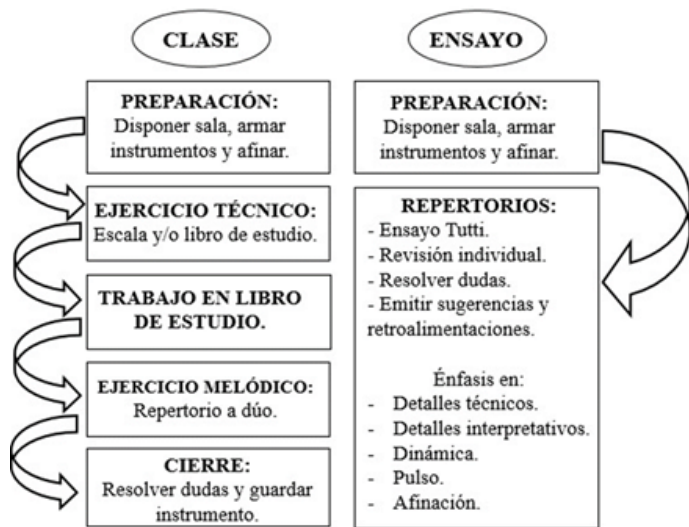 CLASE
PREPARACIÓN:
Disponer sala, armar
instrumentos y afinar.
EJERCICIO TÉCNICO:
Escala y/o libro de estudio.
TRABAJO EN LIBRO
DE ESTUDIO.
EJERCICIO MELÓDICO:
Repertorio a dúo.
CIERRE:
Resolver dudas y guardar
instrumento.
ENSAYO
PREPARACIÓN:
Disponer sala, armar
instrumentos y afinar.
REPERTORIOS:
- Ensayo Tutti.
- Revisión individual.
- Resolver dudas.
- Emitir sugerencias y
retroalimentaciones.
Énfasis en:
- Detalles técnicos.
- Detalles interpretativos.
- Dinámica.
- Pulso.
- Afinación.